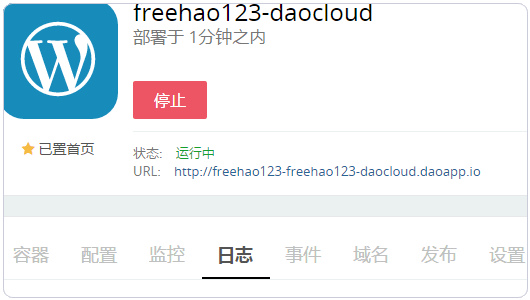 freehao123-daocloud
部署于 1分钟之内
停止
已置首页
状态: 运行中
URL: http://freehao123-freehao123-daocloud.daoapp.io
容器 配置 监控 日志 事件 域名 发布 设置